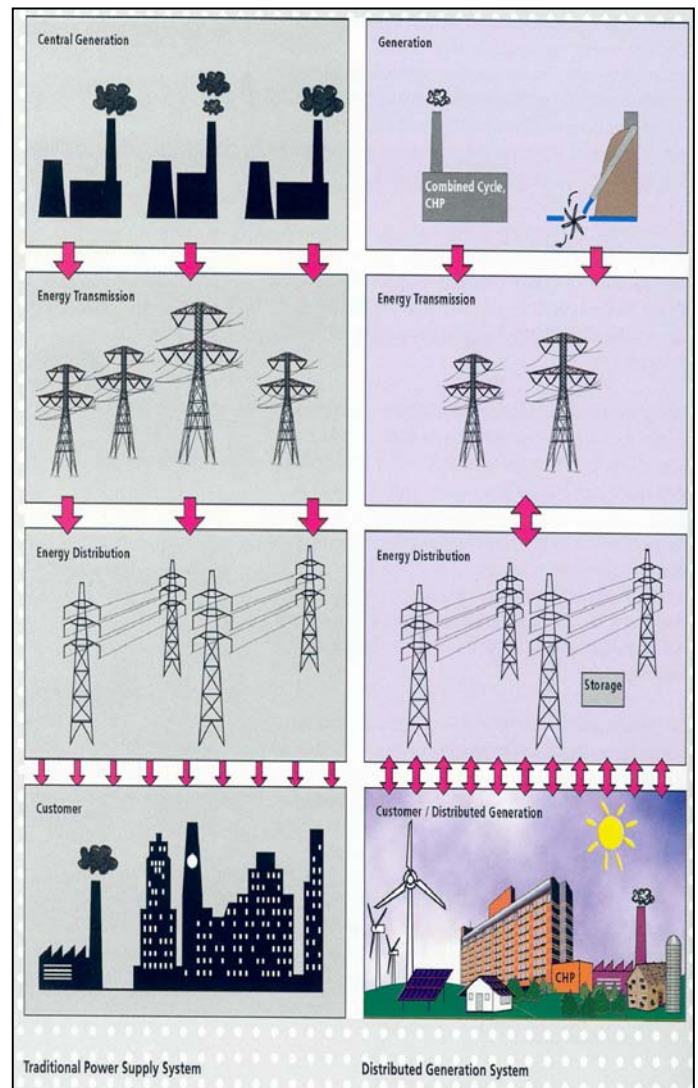 Central Generation
Generation
Combined Cycle,
CHP
Energy Transmission
Energy Transmission
Energy Distribution
Energy Distribution
Storage
Customer
Customer / Distributed Generation
CHP
Traditional Power Supply System
Distributed Generation System